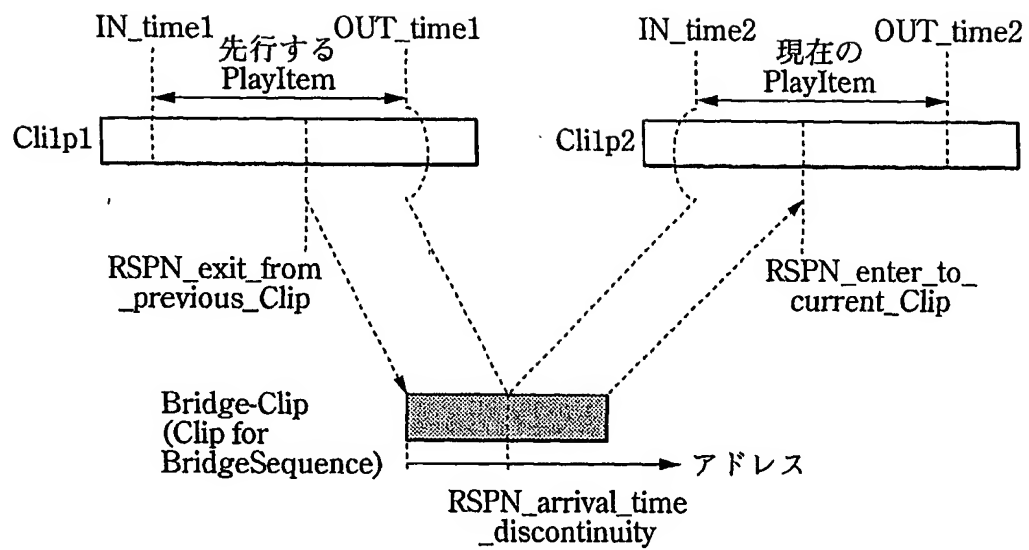 IN_time1
OUT_time1
先行する
PlayItem
IN_time2
OUT_time2
現在の
PlayItem
Cli1p1
Cli1p2
RSPN_exit_from
_previous_Clip
RSPN_enter_to_
current_Clip
Bridge-Clip
(Clip for
BridgeSequence)
アドレス
RSPN_arrival_time
_discontinuity